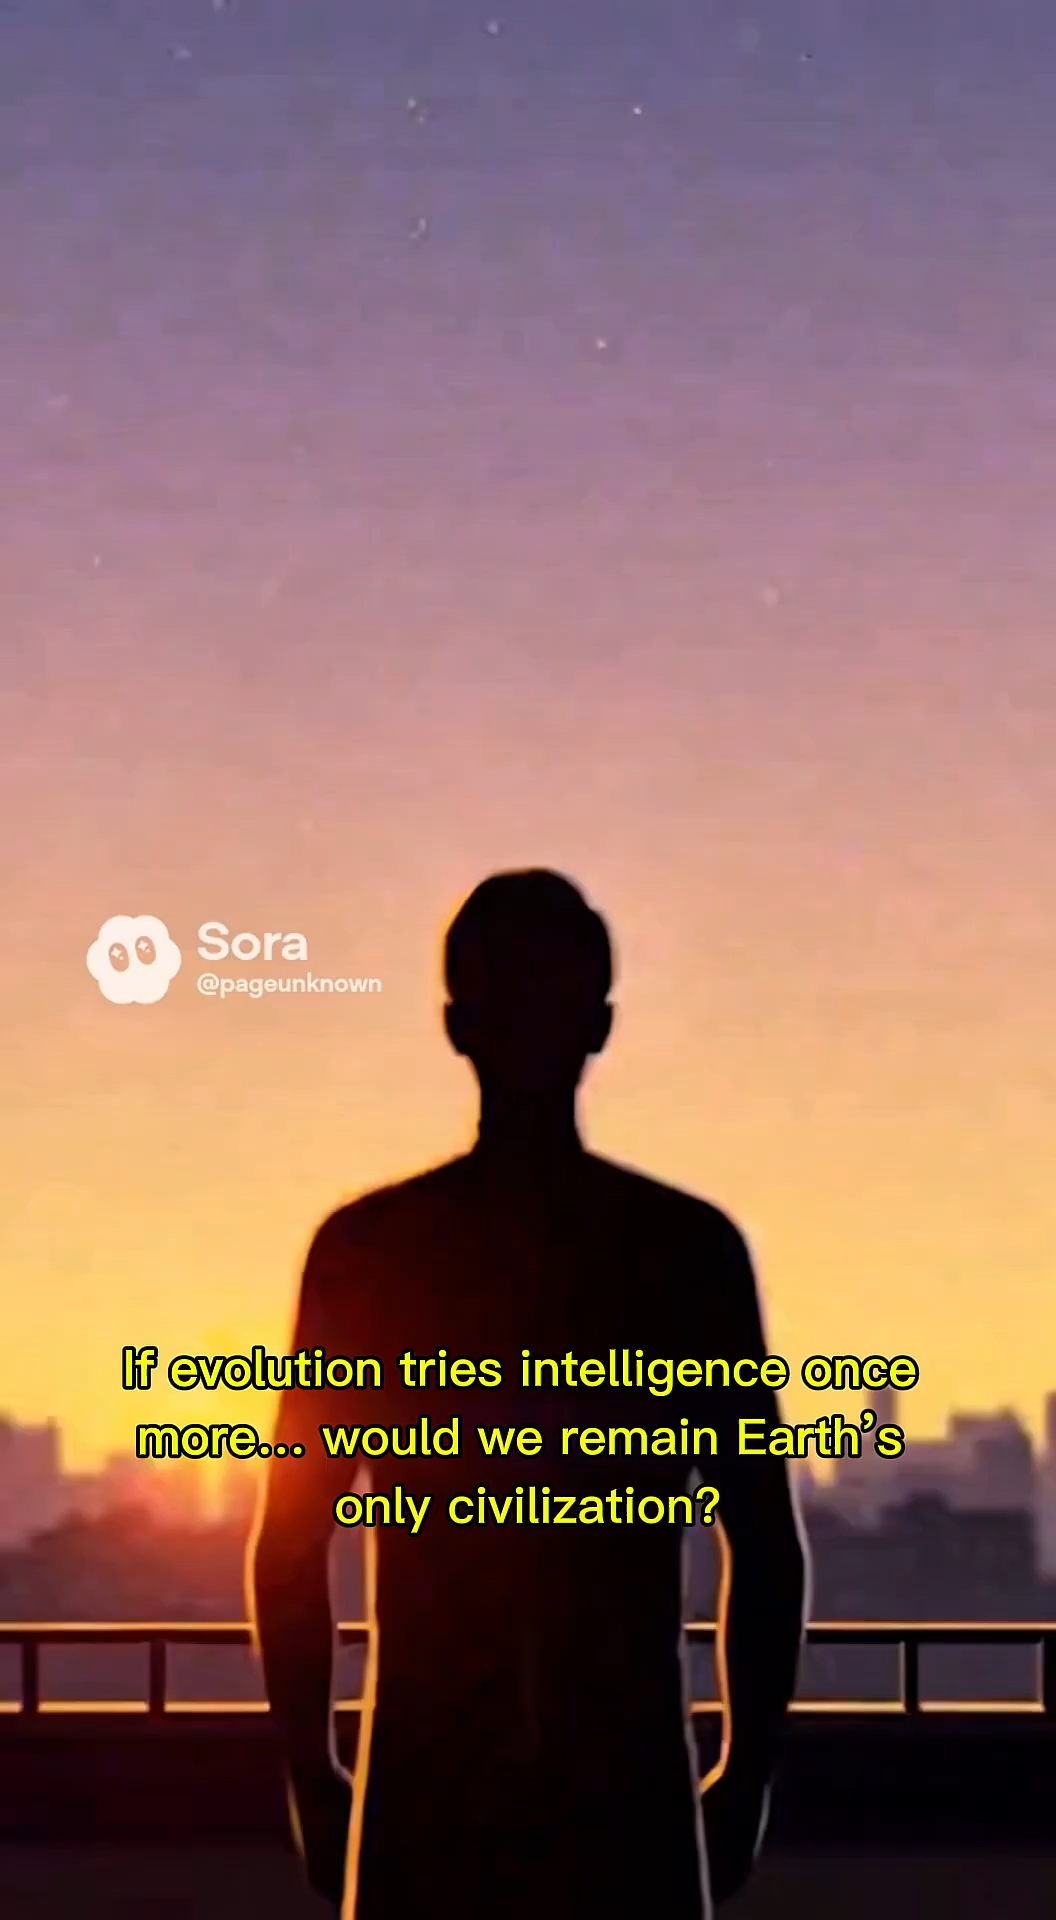 Sora
@pageunknown
If evolution tries intelligence once
more... would we remain Earth’s
only civilization?